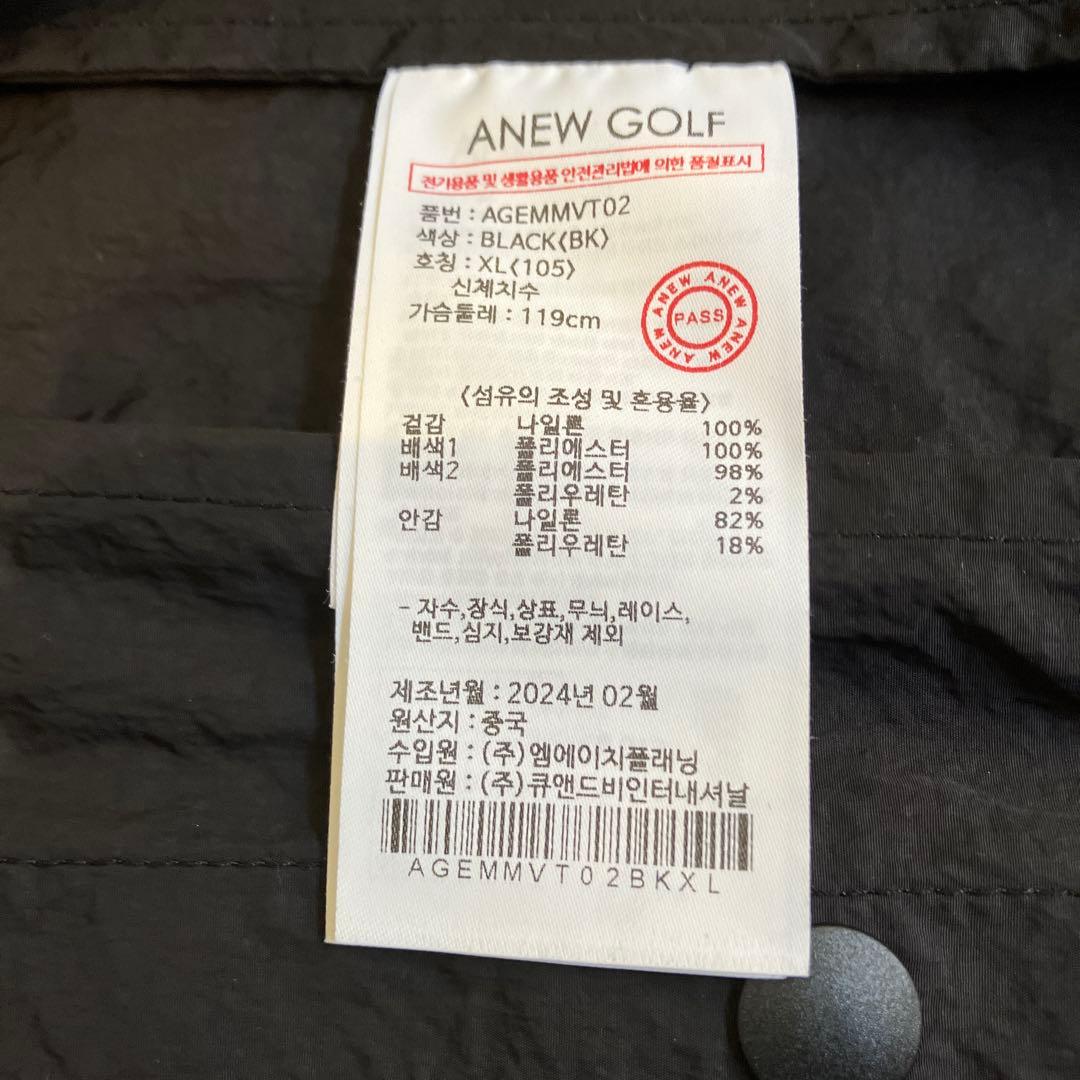 ANEW GOLF
전기용품 및 생활용품 안전관리법에 의한 품질표시
품번 : AGEMMVT02
색상 : BLACK(BK)
호칭 : XL(105)
신체치수
가슴둘레 : 119cm
ANEW ANEW ANEW ANEW
PASS
〈섬유의 조성 및 혼용율〉
겉감 나일론 100%
배색1 폴리에스터 100%
배색2 폴리에스터 98%
폴리우레탄 2%
안감 나일론 82%
폴리우레탄 18%
- 자수,장식,상표,무늬,레이스,
밴드,심지,보강재 제외
제조년월 : 2024년 02월
원산지 : 중국
수입원 : (주)엠에이치플래닝
판매원 : (주)큐앤드비인터내셔날
AGEMMVT02BKXL